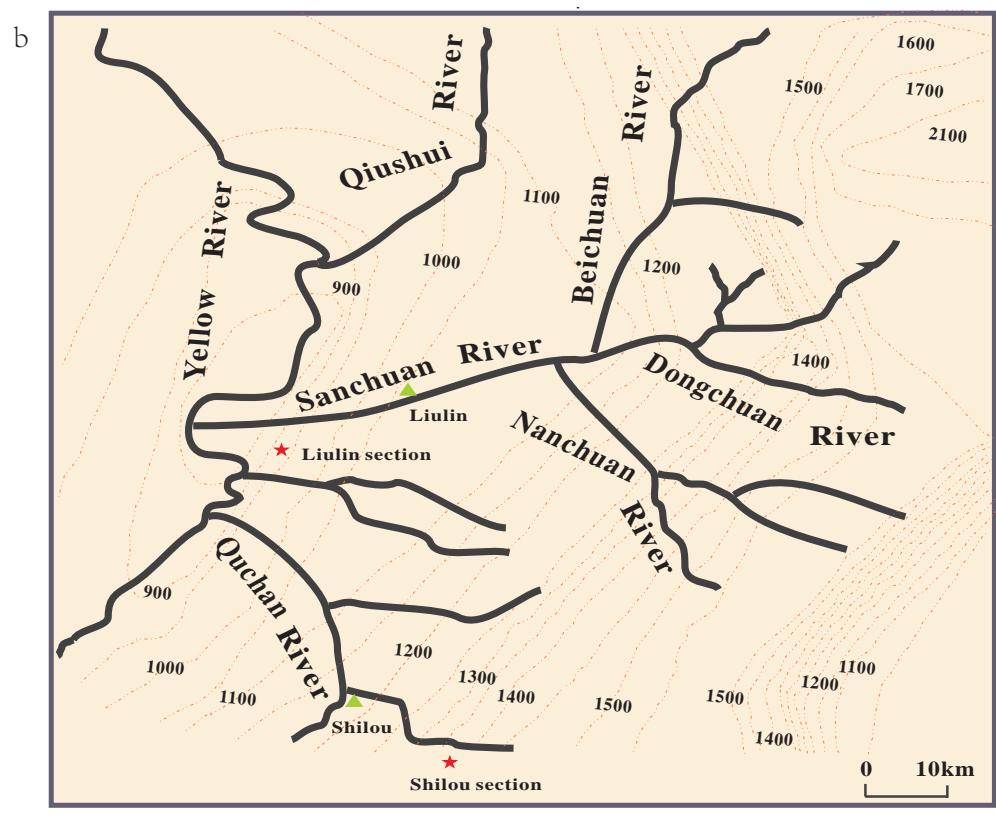 b
1600
River
1500
1700
River
2100
Qiushui
1100
River
Beichuan
1000
1200
900
Yellow
River
Sanchuan
1400
Dongchuan
Liulin
Nanchuan
River
Liulin section
River
Quchan
900
River
1200
1000
1100
1300
1200
1100
1400
1500
1500
Shilou
1400
0 10km
Shilou section